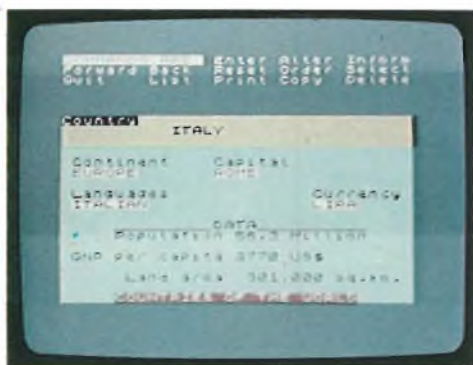 Enter Alter Inform
Forward Back Reset Order Select
Quit List Print Copy Delete
Country
ITALY
Continent Capital
EUROPE ROME
Languages Currency
ITALIAN LIRA
DATA
Population 56.3 Million
GNP per capita 3770 US$
Land area 301.000 sq.km.